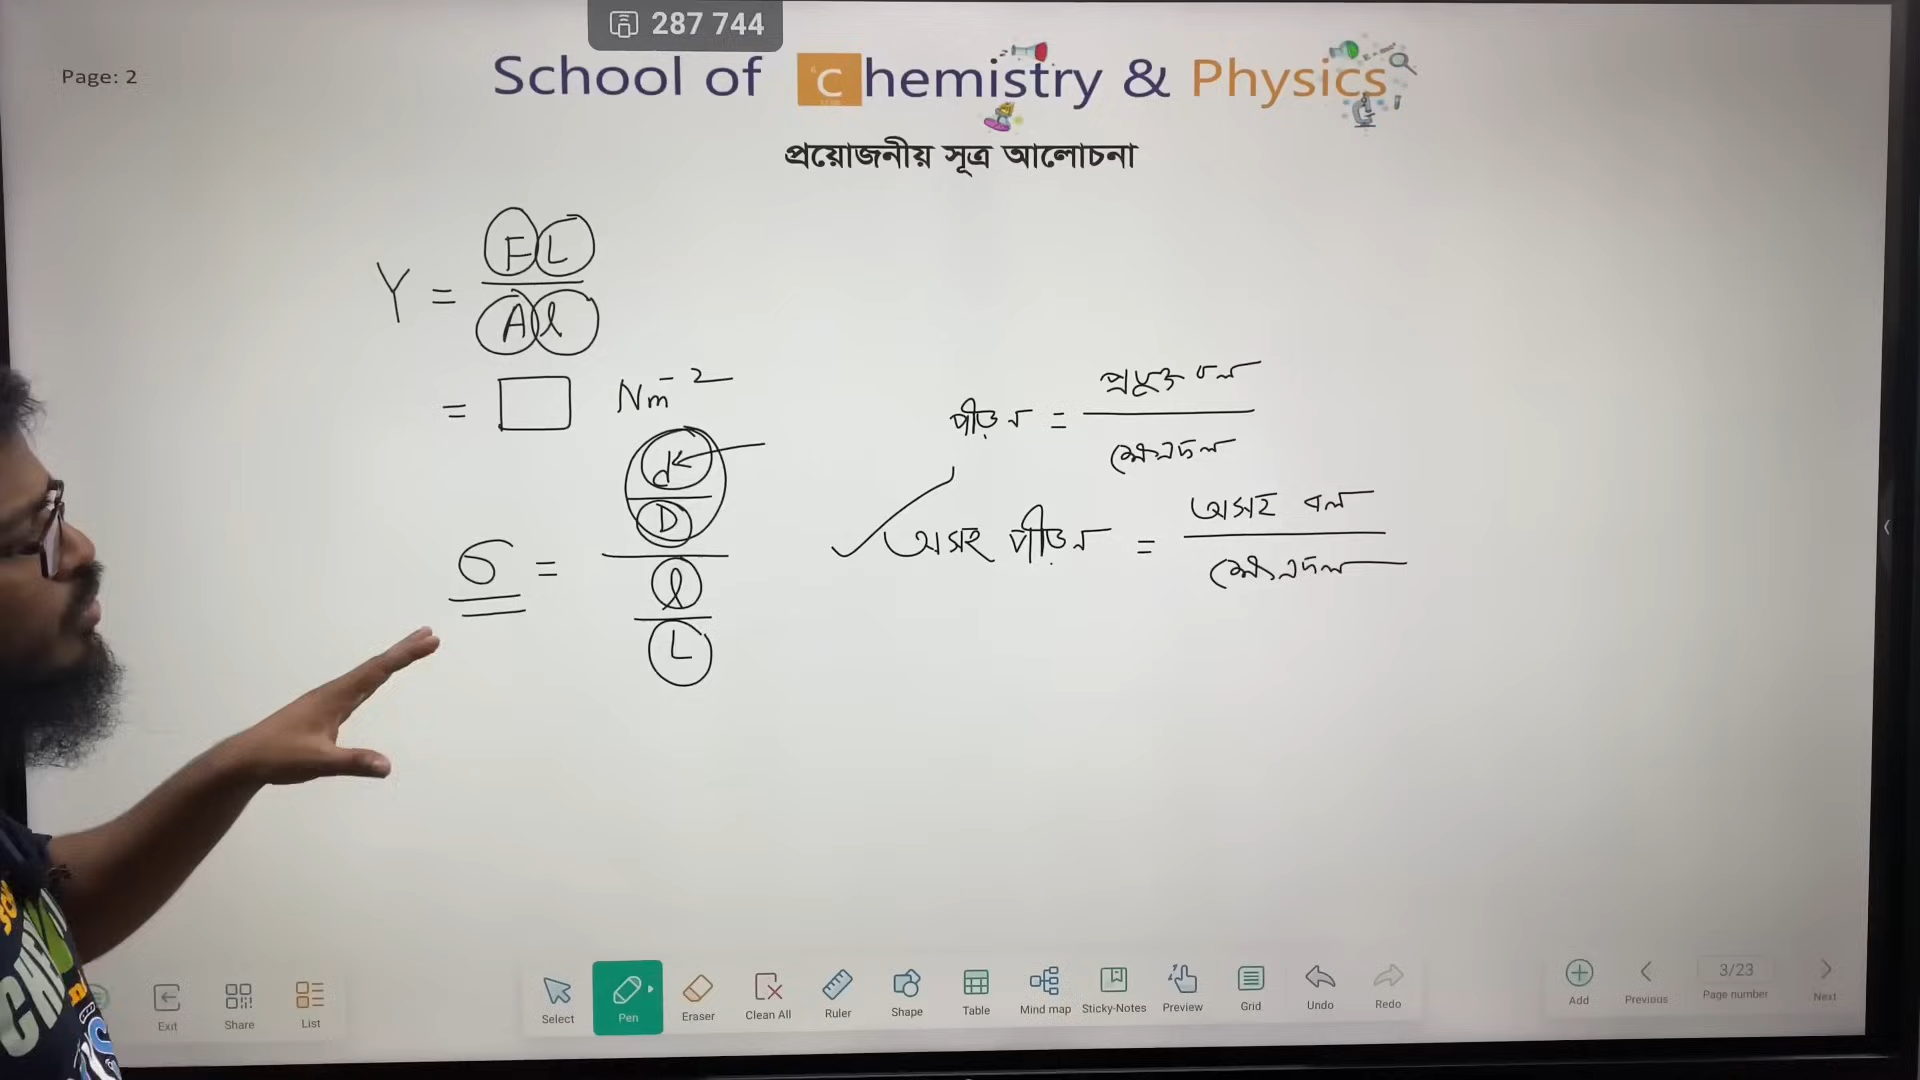 287 744
Page: 2
School of Chemistry & Physics
প্রয়োজনীয় সূত্র আলোচনা
Y = FL / Al
= □ Nm⁻²
σ = (d / D) / (l / L)
পীড়ন = প্রযুক্ত বল / ক্ষেত্রফল
অসহ পীড়ন = অসহ বল / ক্ষেত্রফল
Exit Share List Select Pen Eraser Clean All Ruler Shape Table Mind map Sticky-Notes Preview Grid Undo Redo Add Previous 3/23 Page number Next